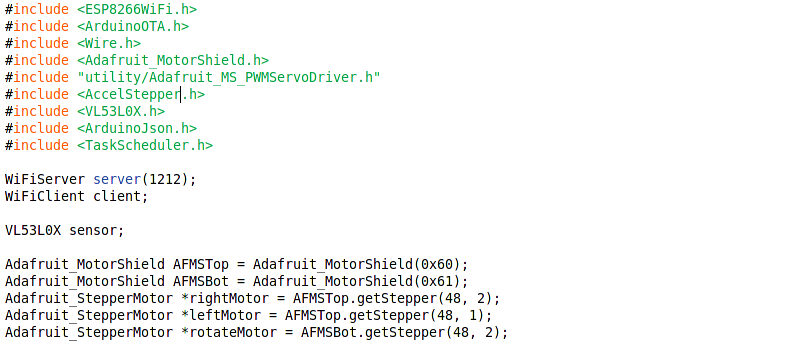 #include <ESP8266WiFi.h>
#include <ArduinoOTA.h>
#include <Wire.h>
#include <Adafruit_MotorShield.h>
#include "utility/Adafruit_MS_PWMServoDriver.h"
#include <AccelStepper.h>
#include <VL53L0X.h>
#include <ArduinoJson.h>
#include <TaskScheduler.h>
WiFiServer server(1212);
WiFiClient client;
VL53L0X sensor;
Adafruit_MotorShield AFMSTop = Adafruit_MotorShield(0x60);
Adafruit_MotorShield AFMSBot = Adafruit_MotorShield(0x61);
Adafruit_StepperMotor *rightMotor = AFMSTop.getStepper(48, 2);
Adafruit_StepperMotor *leftMotor = AFMSTop.getStepper(48, 1);
Adafruit_StepperMotor *rotateMotor = AFMSBot.getStepper(48, 2);